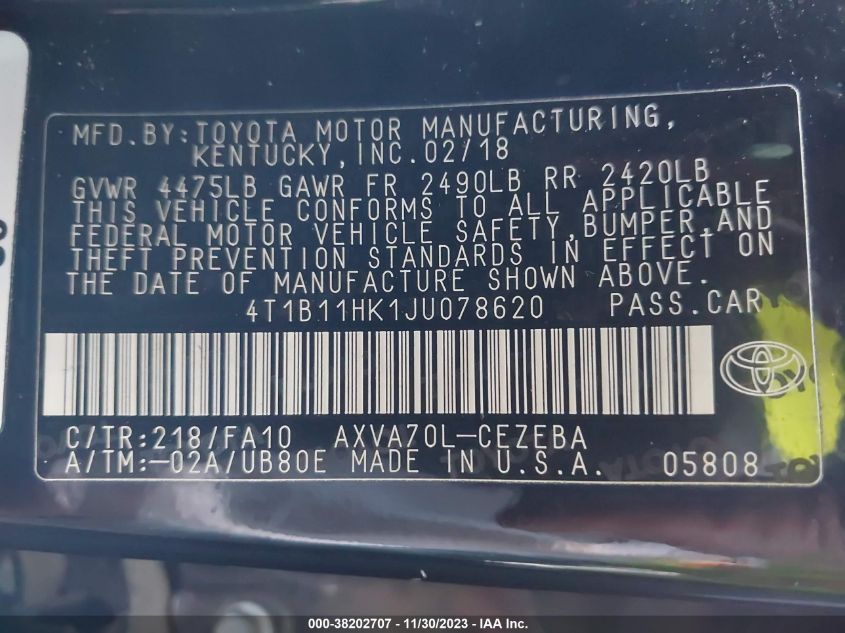 MFD.BY:TOYOTA MOTOR MANUFACTURING,
KENTUCKY,INC.02/18
GVWR 4475LB GAWR FR 2490LB RR 2420LB
THIS VEHICLE CONFORMS TO ALL APPLICABLE
FEDERAL MOTOR VEHICLE SAFETY,BUMPER,AND
THEFT PREVENTION STANDARDS IN EFFECT ON
THE DATE OF MANUFACTURE SHOWN ABOVE.
4T1B11HK1JU078620 PASS.CAR
C/TR:218/FA10 AXVA70L-CEZEBA
A/TM:-02A/UB80E MADE IN U.S.A. 05808
000-38202707 - 11/30/2023 - IAA Inc.